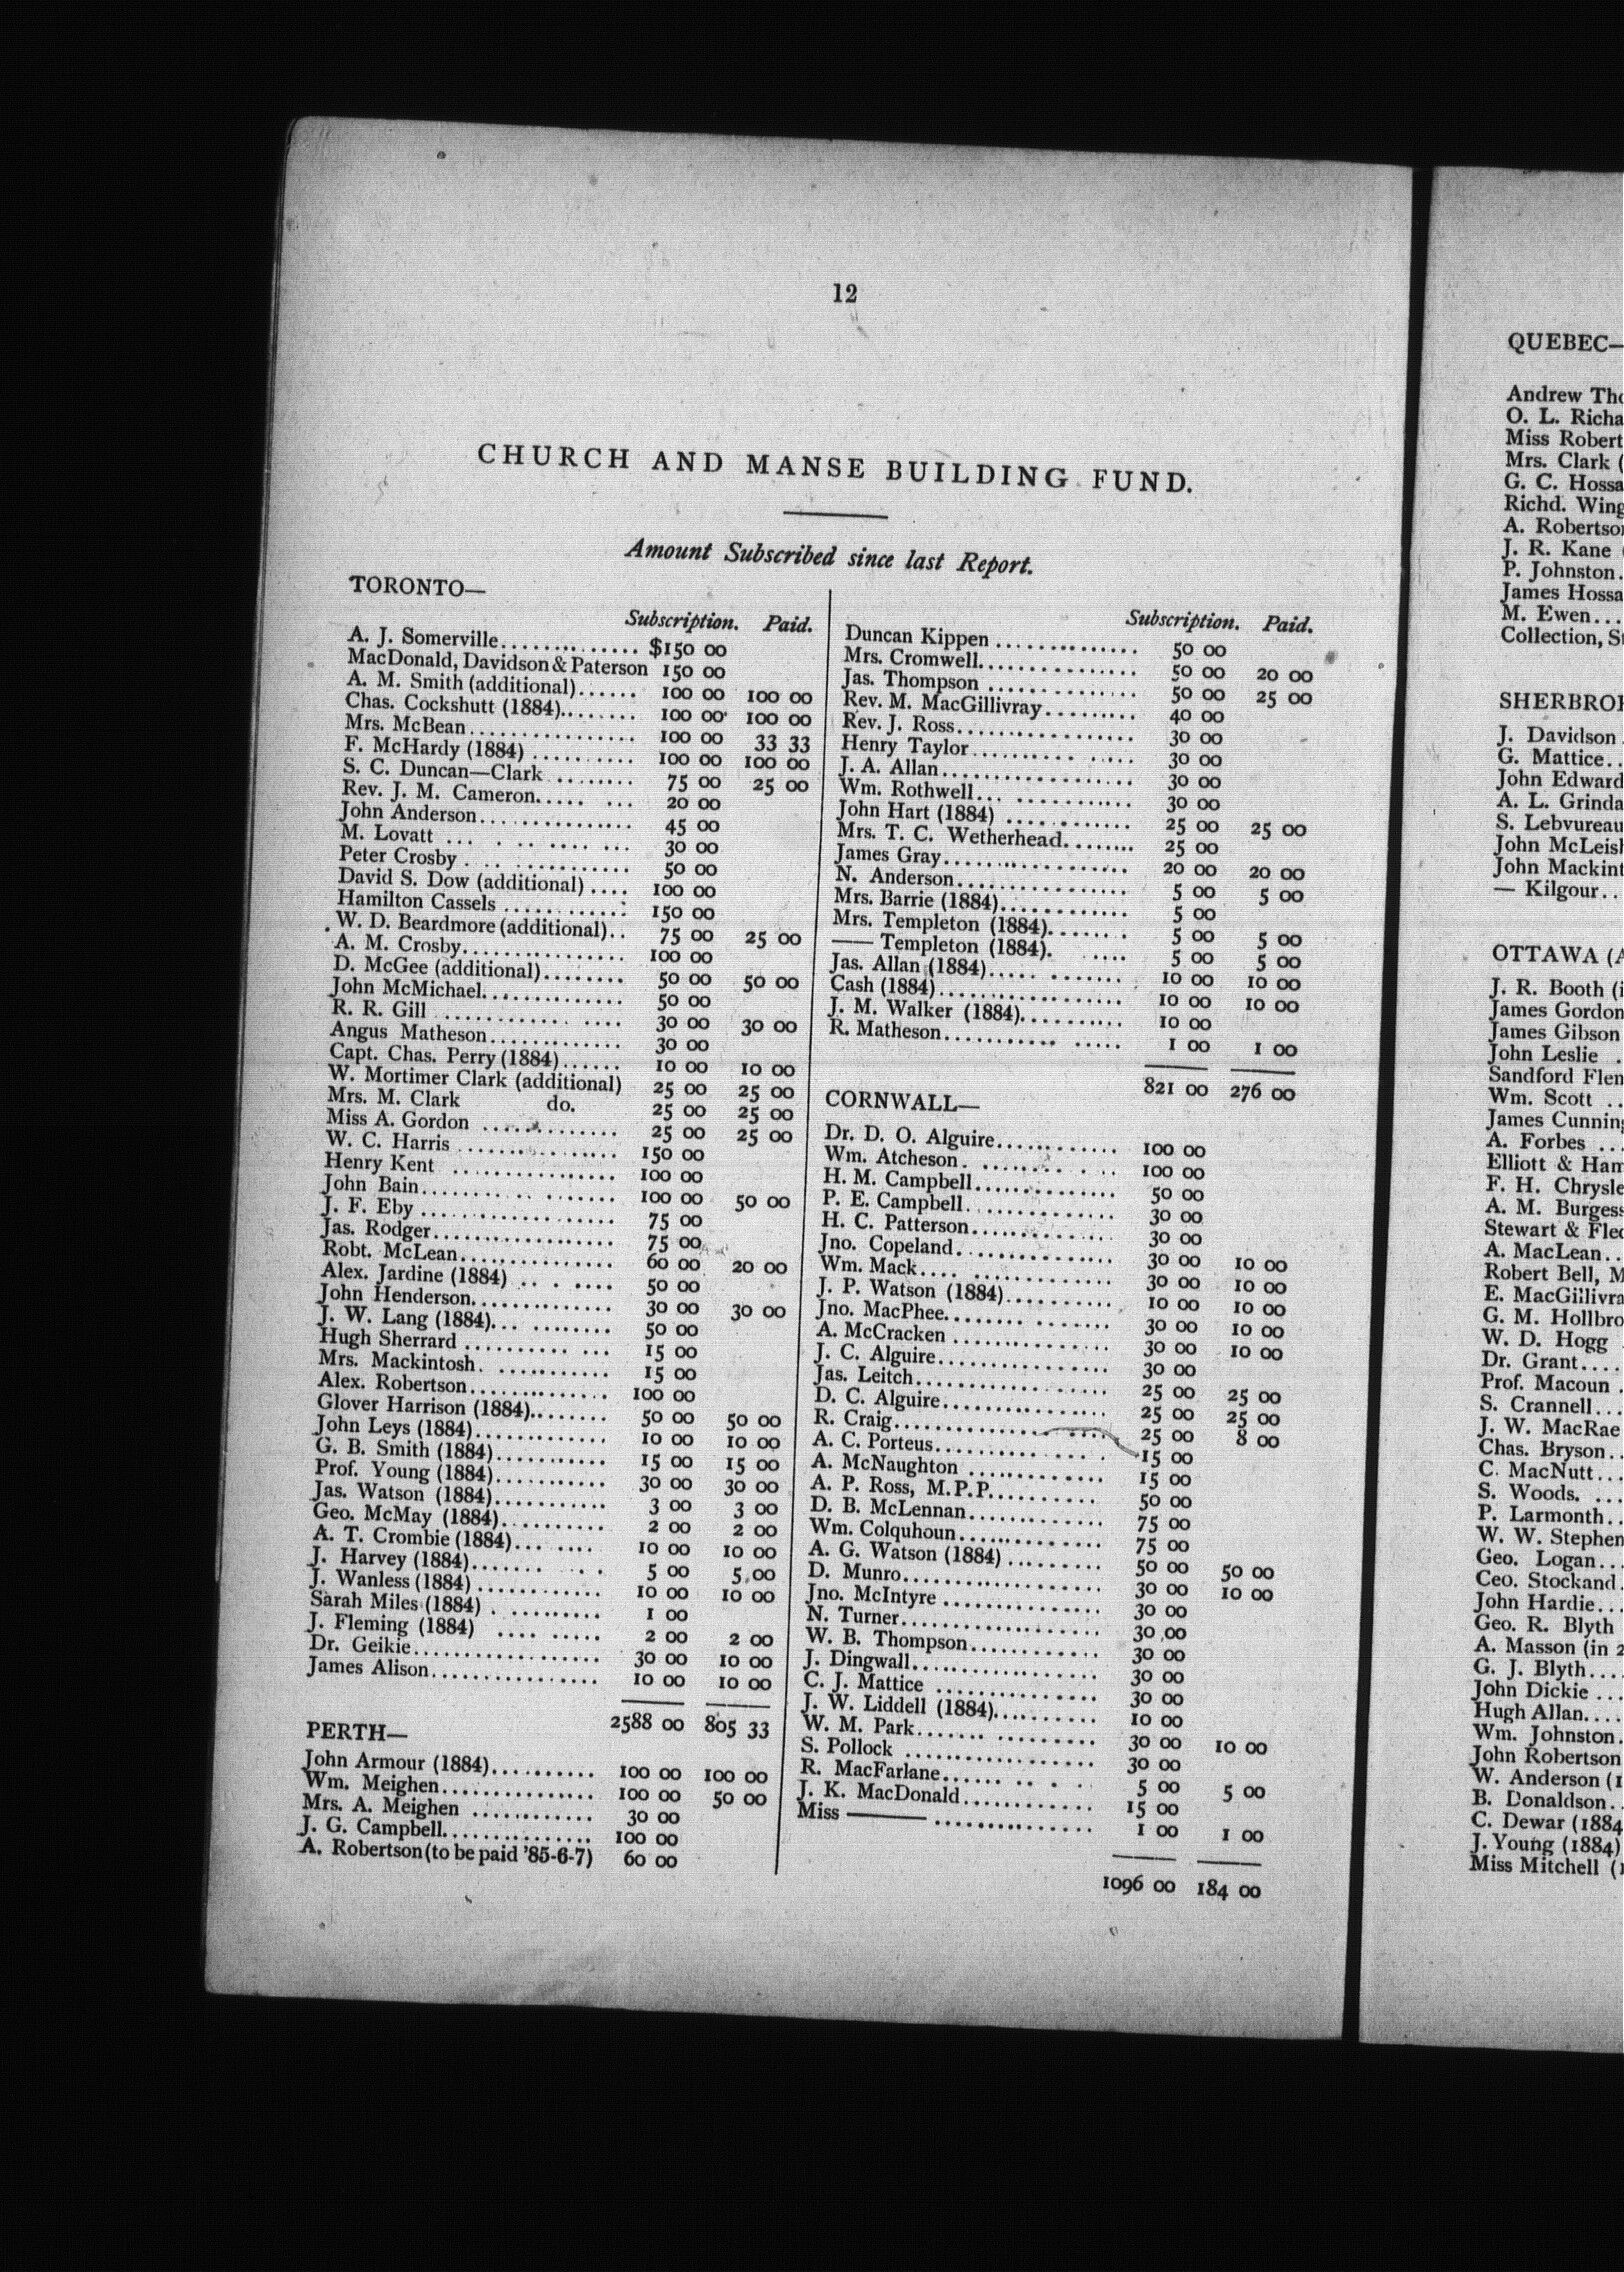 12
CHURCH AND MANSE BUILDING FUND.
Amount Subscribed since last Report.
TORONTO—
Subscription. Paid.
A. J. Somerville.............. $150 00
MacDonald, Davidson & Paterson 150 00
A. M. Smith (additional)...... 100 00 100 00
Chas. Cockshutt (1884)........ 100 00 100 00
Mrs. McBean................ 100 00 33 33
F. McHardy (1884) .......... 100 00 100 00
S. C. Duncan—Clark ......... 75 00 25 00
Rev. J. M. Cameron..... ... 20 00
John Anderson............... 45 00
M. Lovatt ... . .. .... ... 30 00
Peter Crosby . .. .......... 50 00
David S. Dow (additional) .... 100 00
Hamilton Cassels ............ 150 00
W. D. Beardmore (additional).. 75 00 25 00
A. M. Crosby................ 100 00
D. McGee (additional)........ 50 00 50 00
John McMichael.............. 50 00
R. R. Gill ............ .... 30 00 30 00
Angus Matheson............. 30 00
Capt. Chas. Perry (1884)...... 10 00 10 00
W. Mortimer Clark (additional) 25 00 25 00
Mrs. M. Clark do. 25 00 25 00
Miss A. Gordon ............. 25 00 25 00
W. C. Harris ................ 150 00
Henry Kent ................ 100 00
John Bain.......... ....... 100 00 50 00
J. F. Eby ................... 75 00
Jas. Rodger.................. 75 00
Robt. McLean............... 60 00 20 00
Alex. Jardine (1884) .. . .... 50 00
John Henderson.............. 30 00 30 00
J. W. Lang (1884)... ........ 50 00
Hugh Sherrard ......... ... 15 00
Mrs. Mackintosh. ........... 15 00
Alex. Robertson.............. 100 00
Glover Harrison (1884)........ 50 00 50 00
John Leys (1884)............. 10 00 10 00
G. B. Smith (1884)........... 15 00 15 00
Prof. Young (1884)........... 30 00 30 00
Jas. Watson (1884)........... 3 00 3 00
Geo. McMay (1884).......... 2 00 2 00
A. T. Crombie (1884)... .... 10 00 10 00
J. Harvey (1884)...... . . 5 00 5 00
J. Wanless (1884) ........... 10 00 10 00
Sarah Miles (1884) . ......... 1 00
J. Fleming (1884) .... ..... 2 00 2 00
Dr. Geikie................... 30 00 10 00
James Alison................. 10 00 10 00
2588 00 805 33
PERTH—
John Armour (1884).......... 100 00 100 00
Wm. Meighen............... 100 00 50 00
Mrs. A. Meighen ............ 30 00
J. G. Campbell............... 100 00
A. Robertson (to be paid '85-6-7) 60 00
Subscription. Paid.
Duncan Kippen .............. 50 00
Mrs. Cromwell............... 50 00 20 00
Jas. Thompson .............. 50 00 25 00
Rev. M. MacGillivray......... 40 00
Rev. J. Ross................. 30 00
Henry Taylor.......... .... 30 00
J. A. Allan.................. 30 00
Wm. Rothwell... ........... 30 00
John Hart (1884) ........... 25 00 25 00
Mrs. T. C. Wetherhead........ 25 00
James Gray.................. 20 00 20 00
N. Anderson................. 5 00 5 00
Mrs. Barrie (1884)............ 5 00
Mrs. Templeton (1884)....... 5 00 5 00
—— Templeton (1884). ..... 5 00 5 00
Jas. Allan (1884)..... ....... 10 00 10 00
Cash (1884)................. 10 00 10 00
J. M. Walker (1884).......... 10 00
R. Matheson........... ..... 1 00 1 00
821 00 276 00
CORNWALL—
Dr. D. O. Alguire............ 100 00
Wm. Atcheson. ........ . . 100 00
H. M. Campbell.............. 50 00
P. E. Campbell.............. 30 00
H. C. Patterson.............. 30 00
Jno. Copeland............... 30 00 10 00
Wm. Mack.... ............. 30 00 10 00
J. P. Watson (1884).......... 10 00 10 00
Jno. MacPhee........ ....... 30 00 10 00
A. McCracken ............... 30 00 10 00
J. C. Alguire................ 30 00
Jas. Leitch.................. 25 00 25 00
D. C. Alguire................ 25 00 25 00
R. Craig.................... 25 00 8 00
A. C. Porteus............... 15 00
A. McNaughton ............. 15 00
A. P. Ross, M.P.P........... 50 00
D. B. McLennan............. 75 00
Wm. Colquhoun............. 75 00
A. G. Watson (1884) ......... 50 00 50 00
D. Munro................... 30 00 10 00
Jno. McIntyre ............... 30 00
N. Turner................... 30 00
W. B. Thompson............ 30 00
J. Dingwall.................. 30 00
C. J. Mattice ............... 30 00
J. W. Liddell (1884).......... 10 00
W. M. Park...... .......... 30 00 10 00
S. Pollock .................. 30 00
R. MacFarlane...... .. . . 5 00 5 00
J. K. MacDonald............ 15 00
Miss ——— .............. 1 00 1 00
1096 00 184 00
QUEBEC—
Andrew Tho
O. L. Richa
Miss Robert
Mrs. Clark (
G. C. Hossa
Richd. Wing
A. Robertson
J. R. Kane (
P. Johnston.
James Hossa
M. Ewen...
Collection, S
SHERBROK
J. Davidson.
G. Mattice..
John Edward
A. L. Grinda
S. Lebvureau
John McLeish
John Mackint
— Kilgour..
OTTAWA (A
J. R. Booth (i
James Gordon
James Gibson
John Leslie .
Sandford Flem
Wm. Scott ..
James Cunning
A. Forbes ...
Elliott & Ham
F. H. Chrysle
A. M. Burgess
Stewart & Flec
A. MacLean..
Robert Bell, M
E. MacGillivra
G. M. Hollbro
W. D. Hogg
Dr. Grant....
Prof. Macoun .
S. Crannell...
J. W. MacRae
Chas. Bryson..
C. MacNutt...
S. Woods. ...
P. Larmonth..
W. W. Stephen
Geo. Logan...
Ceo. Stockand.
John Hardie...
Geo. R. Blyth
A. Masson (in 2
G. J. Blyth....
John Dickie ...
Hugh Allan....
Wm. Johnston.
John Robertson
W. Anderson (1
B. Donaldson..
C. Dewar (1884
J. Young (1884)
Miss Mitchell (1